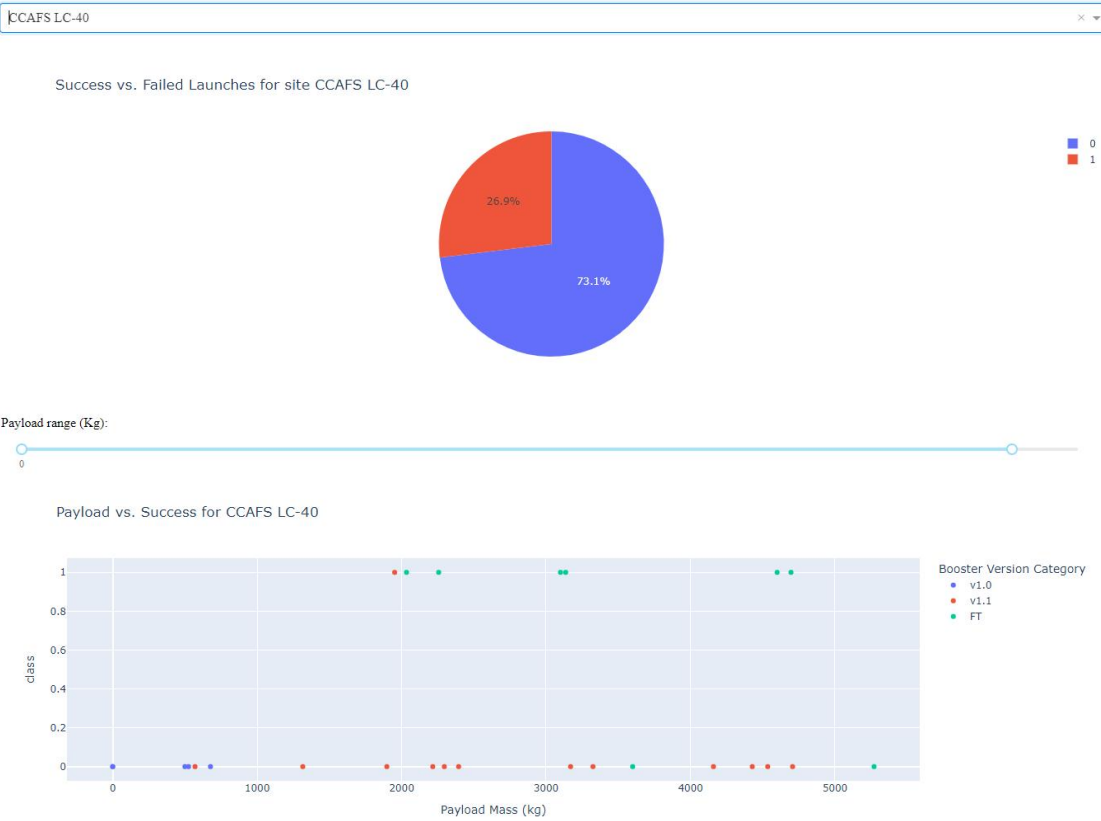 CCAFS LC-40
Success vs. Failed Launches for site CCAFS LC-40
0
1
26.9%
73.1%
Payload range (Kg):
0
Payload vs. Success for CCAFS LC-40
Booster Version Category
v1.0
v1.1
FT
1
0.8
0.6
0.4
0.2
0
class
0 1000 2000 3000 4000 5000
Payload Mass (kg)